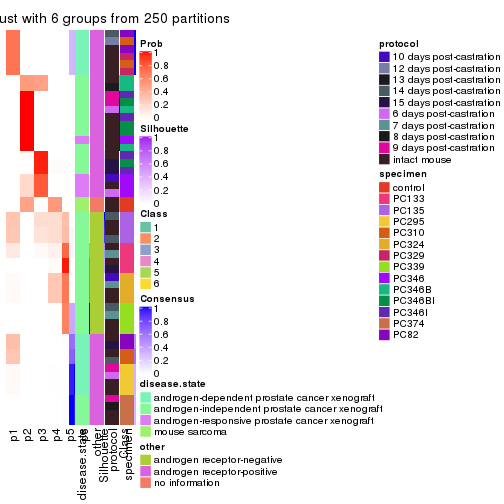 ust with 6 groups from 250 partitions
Prob
1
0.8
0.6
0.4
0.2
0
Silhouette
1
0.8
0.6
0.4
0.2
0
Class
1
2
3
4
5
6
Consensus
1
0.8
0.6
0.4
0.2
0
disease.state
androgen-dependent prostate cancer xenograft
androgen-independent prostate cancer xenograft
androgen-responsive prostate cancer xenograft
mouse sarcoma
other
androgen receptor-negative
androgen receptor-positive
no information
protocol
10 days post-castration
12 days post-castration
13 days post-castration
14 days post-castration
15 days post-castration
6 days post-castration
7 days post-castration
8 days post-castration
9 days post-castration
intact mouse
specimen
control
PC133
PC135
PC295
PC310
PC324
PC329
PC339
PC346
PC346B
PC346BI
PC346I
PC374
PC82
p1
p2
p3
p4
p5
disease.state
other
Silhouette
protocol
Class
specimen